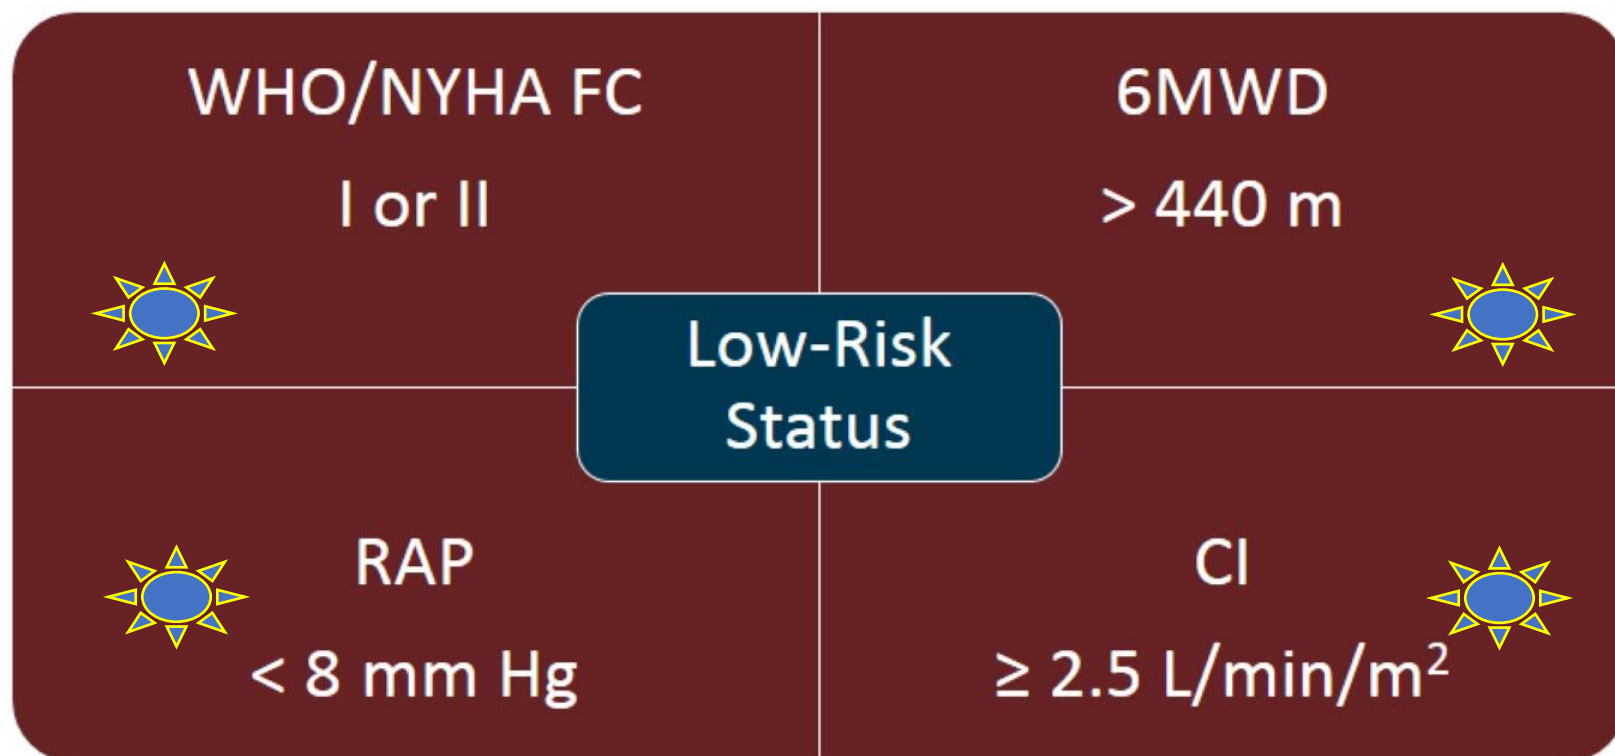 WHO/NYHA FC
I or II
6MWD
> 440 m
Low-Risk
Status
RAP
< 8 mm Hg
CI
≥ 2.5 L/min/m²